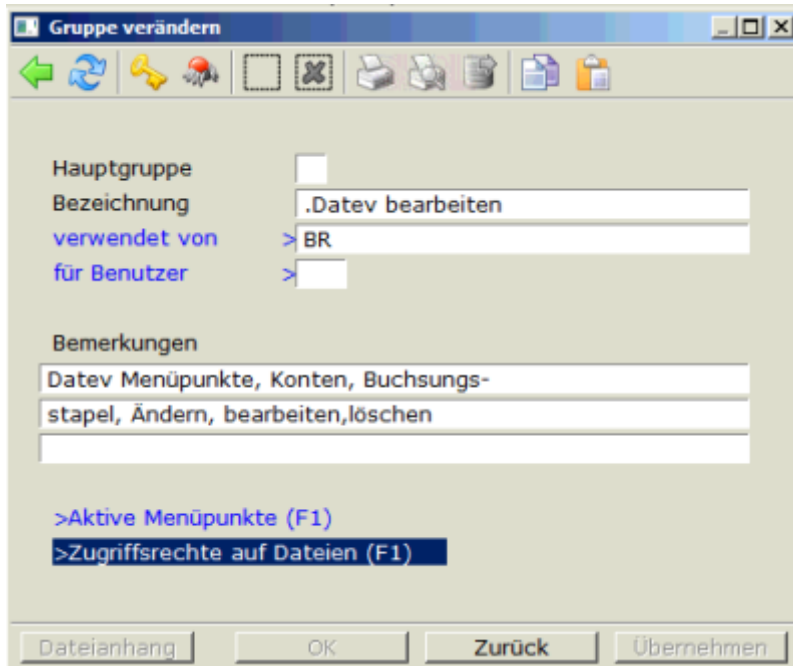 Gruppe verändern
Hauptgruppe
Bezeichnung .Datev bearbeiten
verwendet von > BR
für Benutzer >
Bemerkungen
Datev Menüpunkte, Konten, Buchsungs-
stapel, Ändern, bearbeiten,löschen
>Aktive Menüpunkte (F1)
>Zugriffsrechte auf Dateien (F1)
Dateianhang OK Zurück Übernehmen